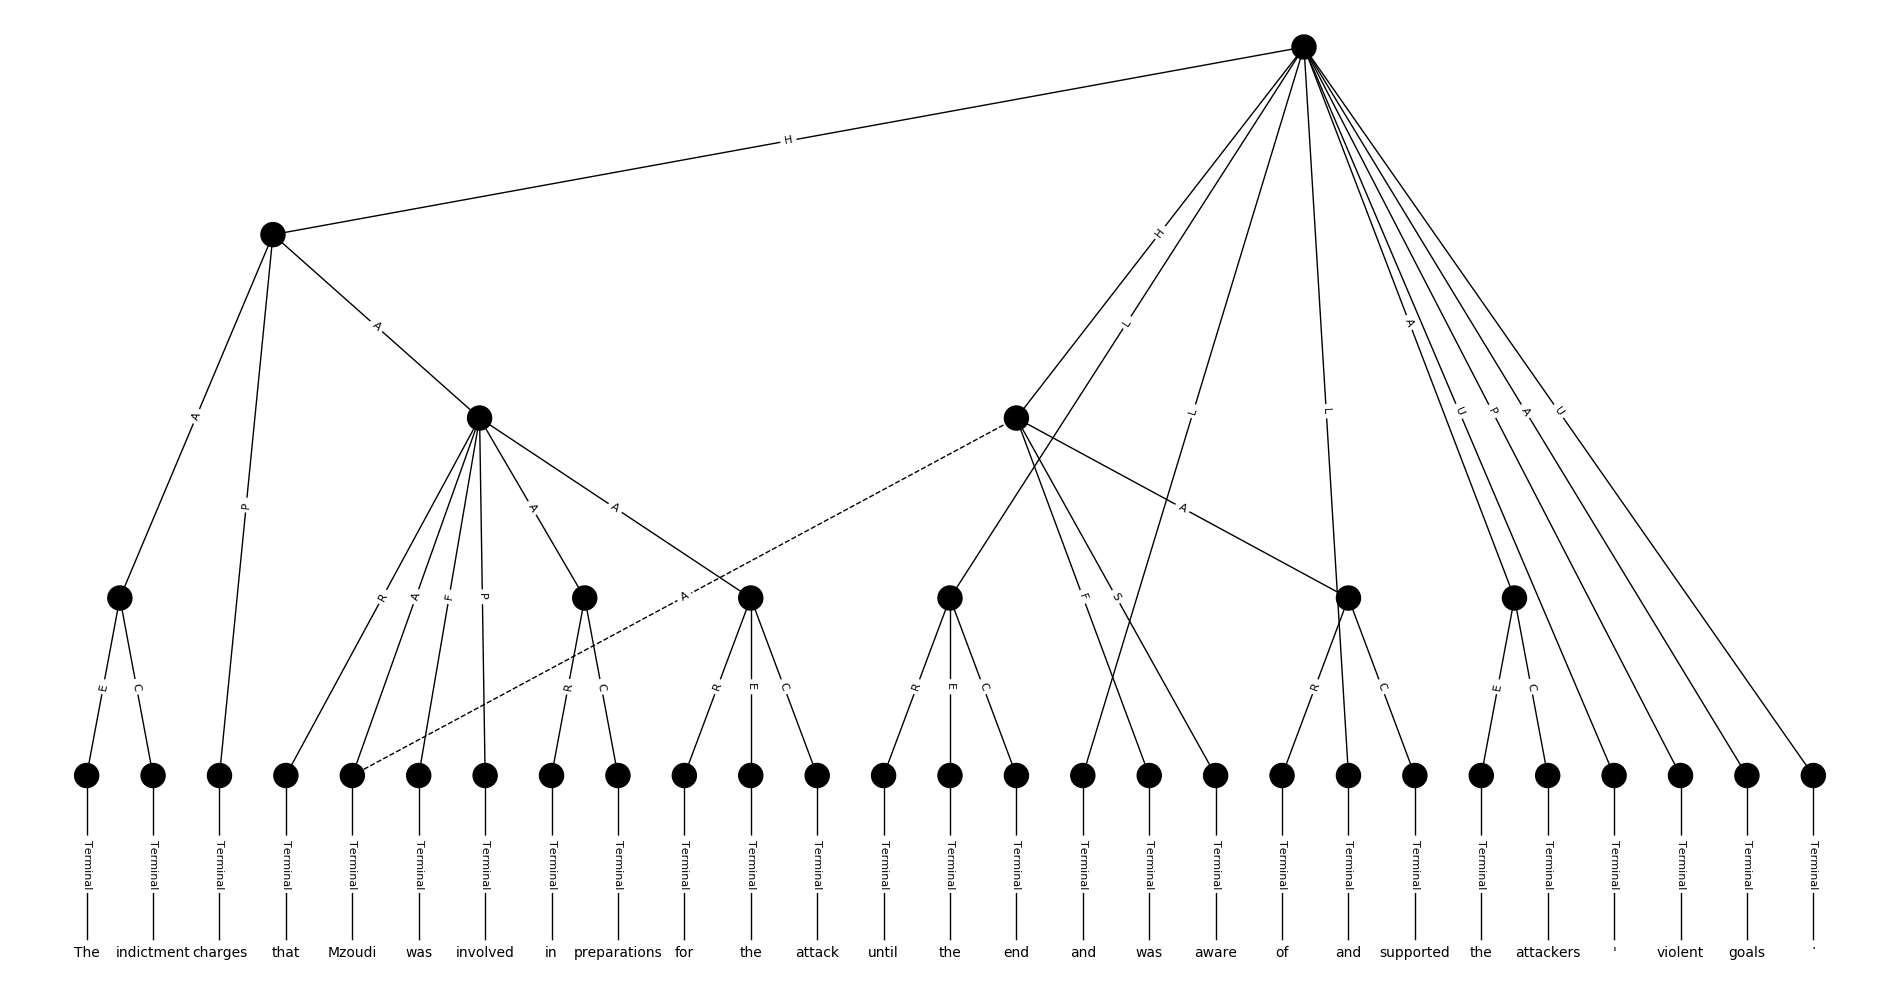 H
H
L
A
A
U
L
L
U
P
A
A
P
A
A
A
R
A
F
P
A
F
S
E
C
R
C
R
E
C
R
E
C
R
C
E
C
Terminal Terminal Terminal Terminal Terminal Terminal Terminal Terminal Terminal Terminal Terminal Terminal Terminal Terminal Terminal Terminal Terminal Terminal Terminal Terminal Terminal Terminal Terminal Terminal Terminal Terminal Terminal
The indictment charges that Mzoudi was involved in preparations for the attack until the end and was aware of and supported the attackers ' violent goals .